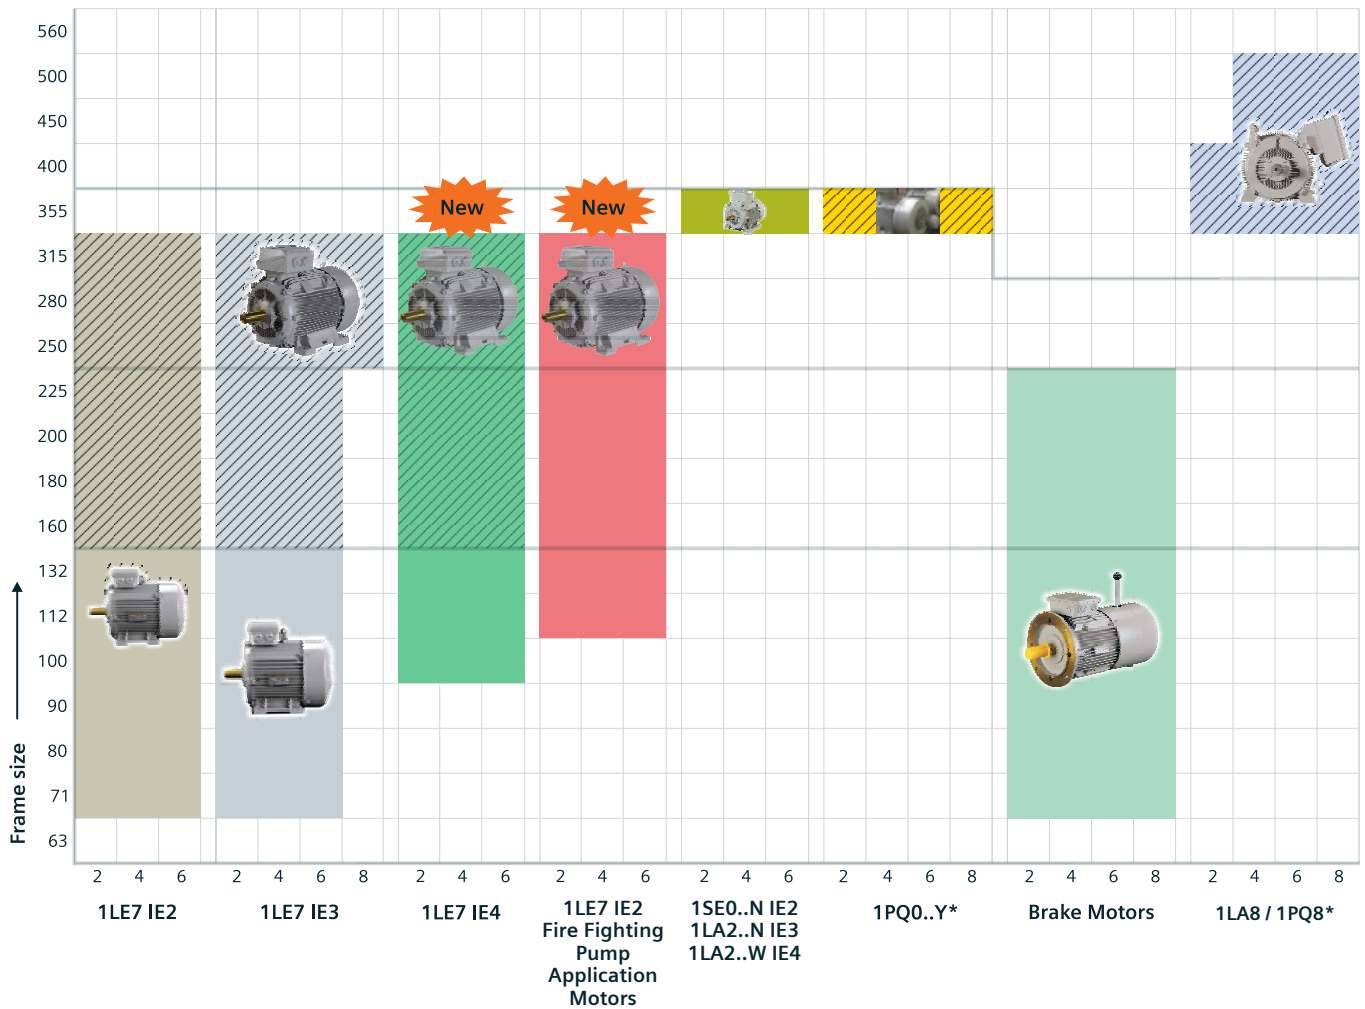 560
500
450
400
355
315
280
250
225
200
180
160
132
112
100
90
80
71
63
Frame size
New
New
2 4 6
2 4 6 8
2 4 6
2 4 6
2 4 6
2 4 6 8
2 4 6 8
2 4 6 8
1LE7 IE2
1LE7 IE3
1LE7 IE4
1LE7 IE2
Fire Fighting
Pump
Application
Motors
1SE0..N IE2
1LA2..N IE3
1LA2..W IE4
1PQ0..Y*
Brake Motors
1LA8 / 1PQ8*